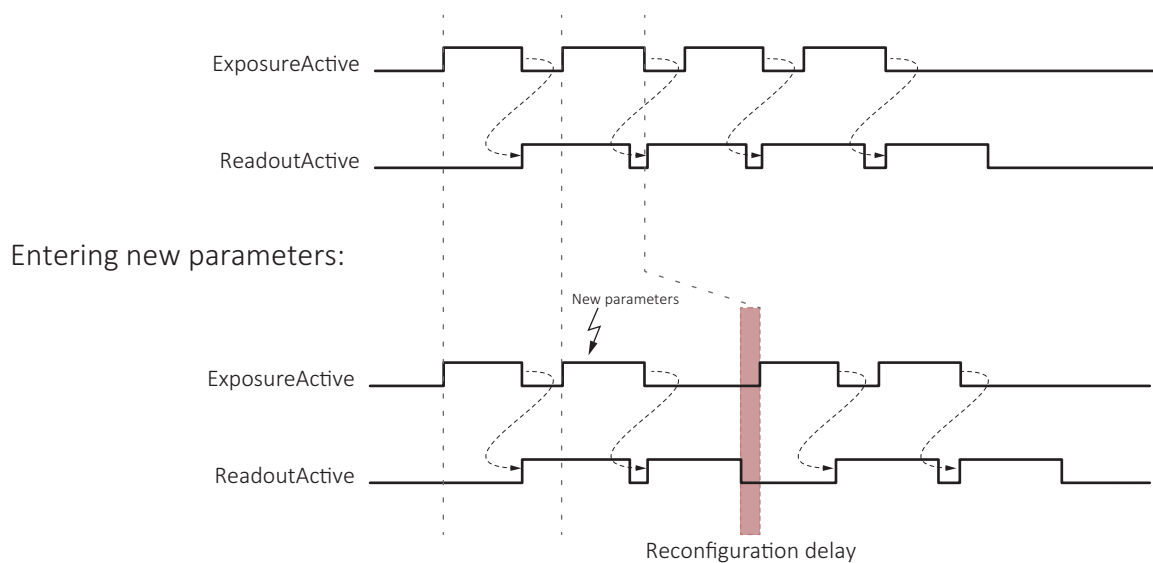 ExposureActive
ReadoutActive
Entering new parameters:
New parameters
ExposureActive
ReadoutActive
Reconfiguration delay